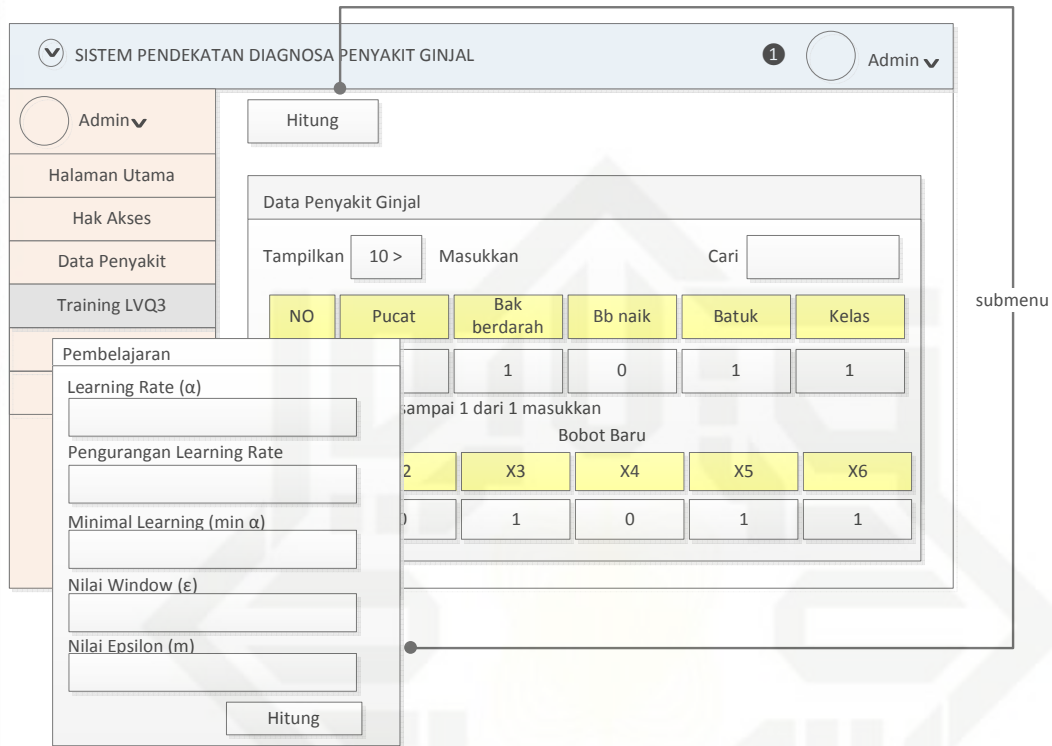 SISTEM PENDEKATAN DIAGNOSA PENYAKIT GINJAL
1
Admin
Admin
Halaman Utama
Hak Akses
Data Penyakit
Training LVQ3
Hitung
Data Penyakit Ginjal
Tampilkan 10 > Masukkan Cari
NO Pucat Bak berdarah Bb naik Batuk Kelas
1 0 1 1
sampai 1 dari 1 masukkan
Bobot Baru
2 X3 X4 X5 X6
1 0 1 1
Pembelajaran
Learning Rate (α)
Pengurangan Learning Rate
Minimal Learning (min α)
Nilai Window (ε)
Nilai Epsilon (m)
Hitung
submenu